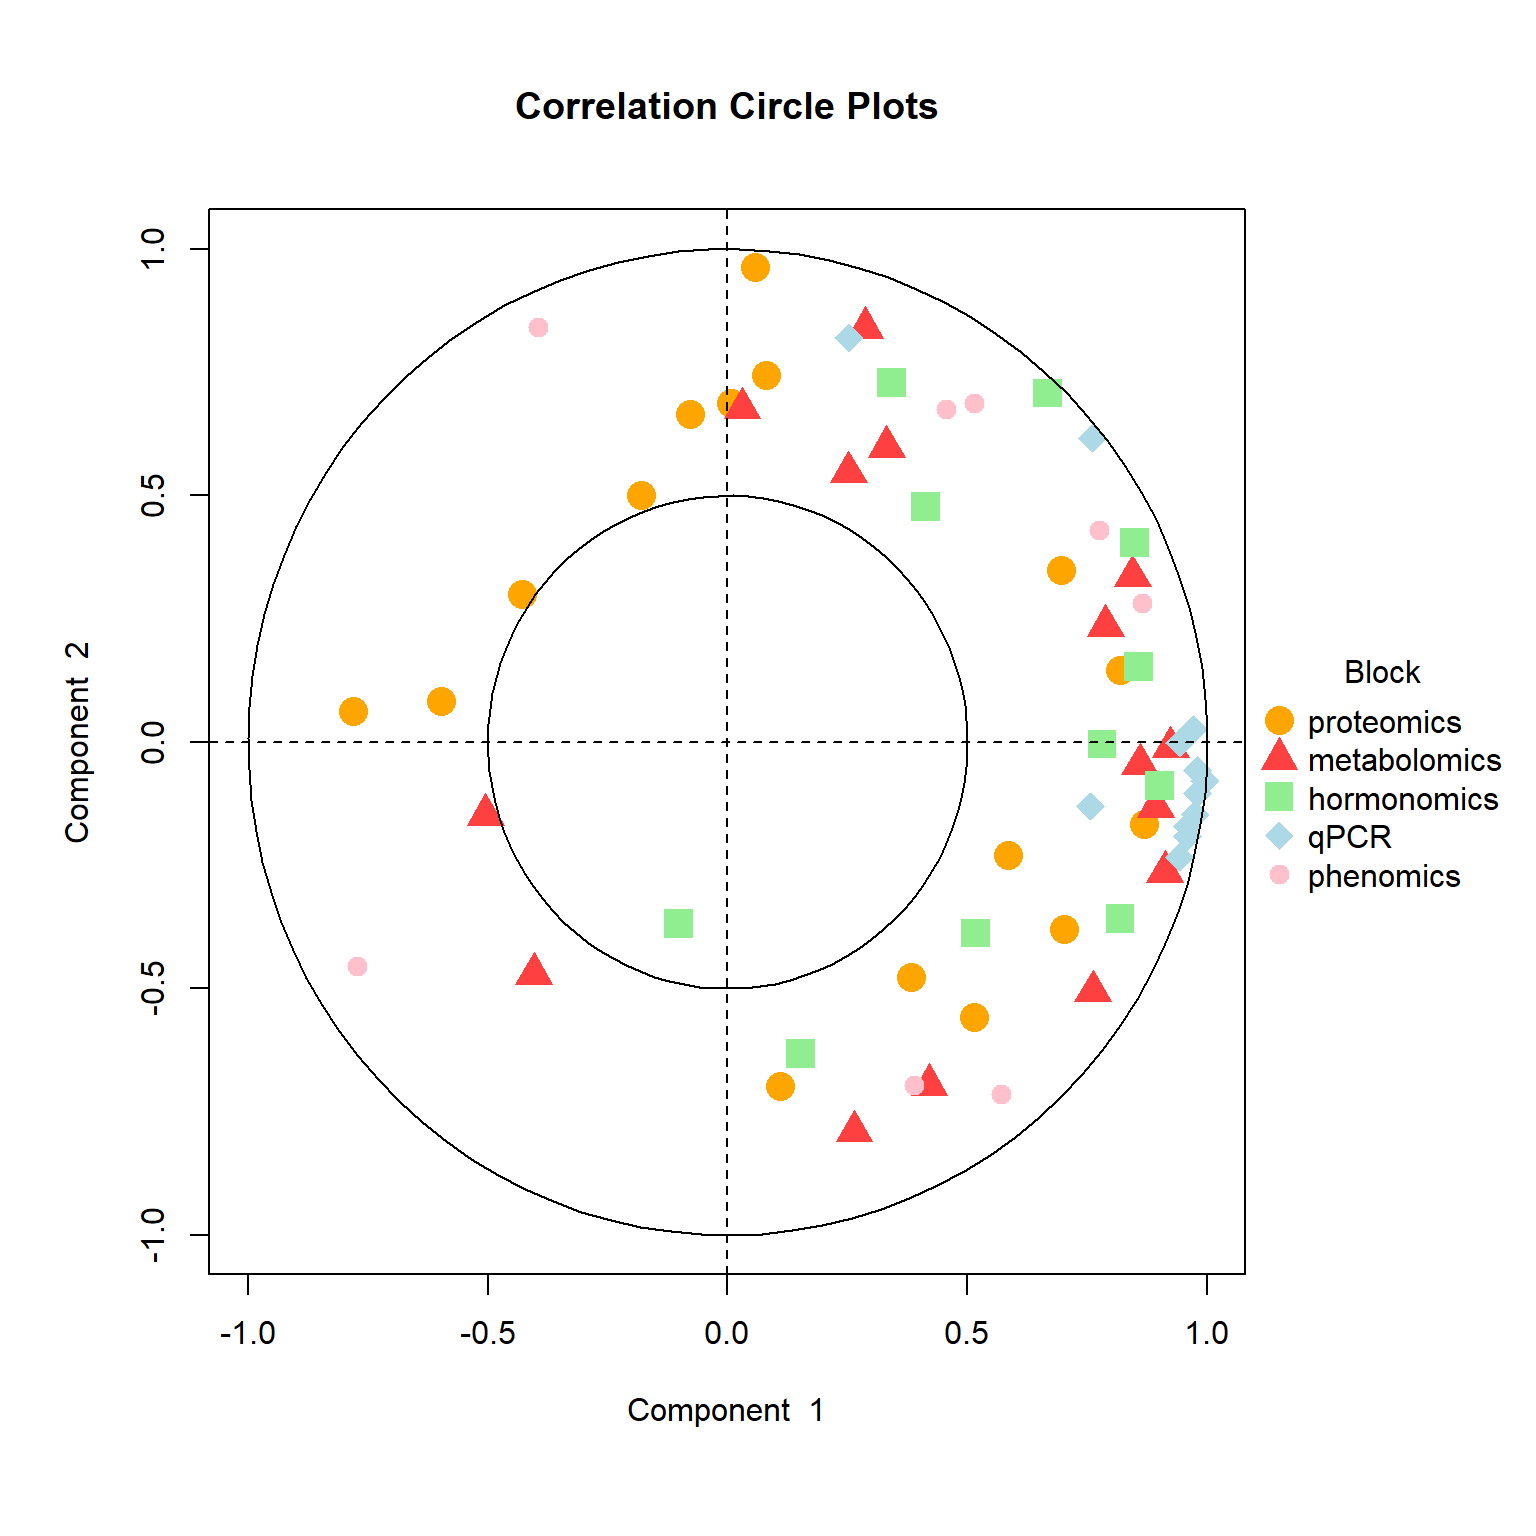 Correlation Circle Plots
Component 2
1.0
0.5
0.0
-0.5
-1.0
-1.0
-0.5
0.0
0.5
1.0
Component 1
Block
proteomics
metabolomics
hormonomics
qPCR
phenomics